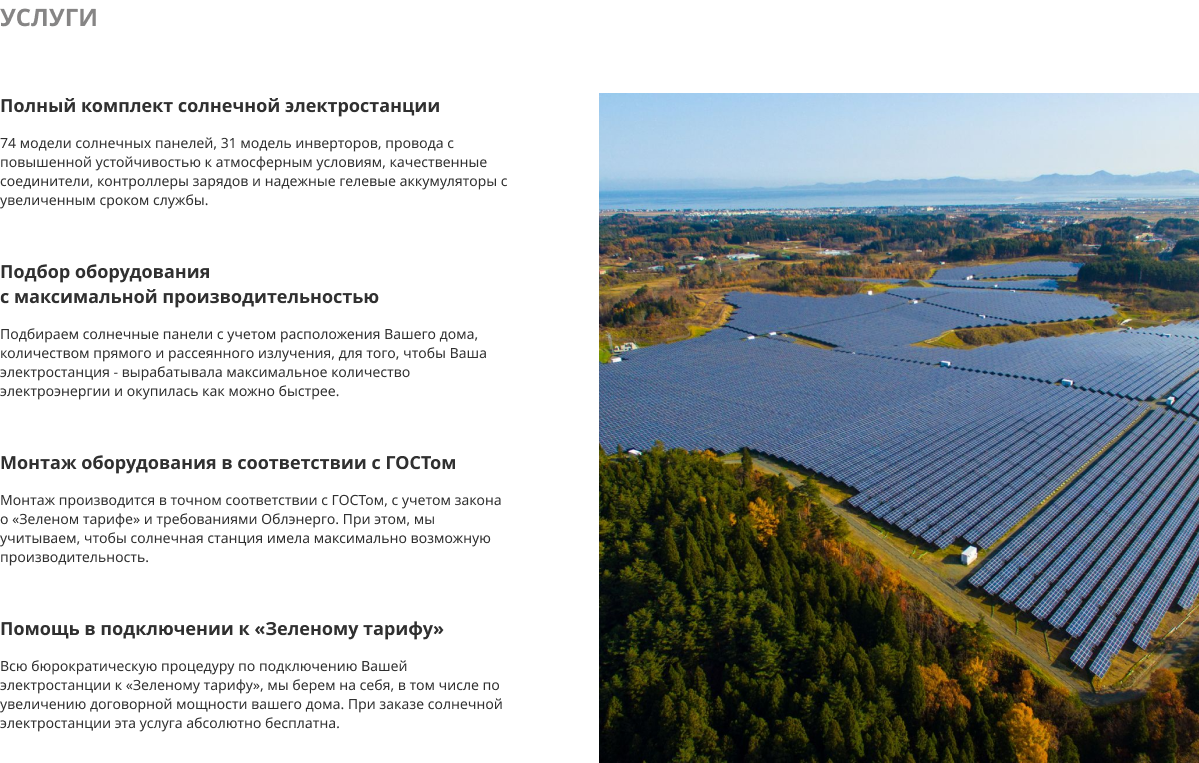 УСЛУГИ
Полный комплект солнечной электростанции
74 модели солнечных панелей, 31 модель инверторов, провода с
повышенной устойчивостью к атмосферным условиям, качественные
соединители, контроллеры зарядов и надежные гелевые аккумуляторы с
увеличенным сроком службы.
Подбор оборудования
с максимальной производительностью
Подбираем солнечные панели с учетом расположения Вашего дома,
количеством прямого и рассеянного излучения, для того, чтобы Ваша
электростанция - вырабатывала максимальное количество
электроэнергии и окупилась как можно быстрее.
Монтаж оборудования в соответствии с ГОСТом
Монтаж производится в точном соответствии с ГОСТом, с учетом закона
о «Зеленом тарифе» и требованиями Облэнерго. При этом, мы
учитываем, чтобы солнечная станция имела максимально возможную
производительность.
Помощь в подключении к «Зеленому тарифу»
Всю бюрократическую процедуру по подключению Вашей
электростанции к «Зеленому тарифу», мы берем на себя, в том числе по
увеличению договорной мощности вашего дома. При заказе солнечной
электростанции эта услуга абсолютно бесплатна.